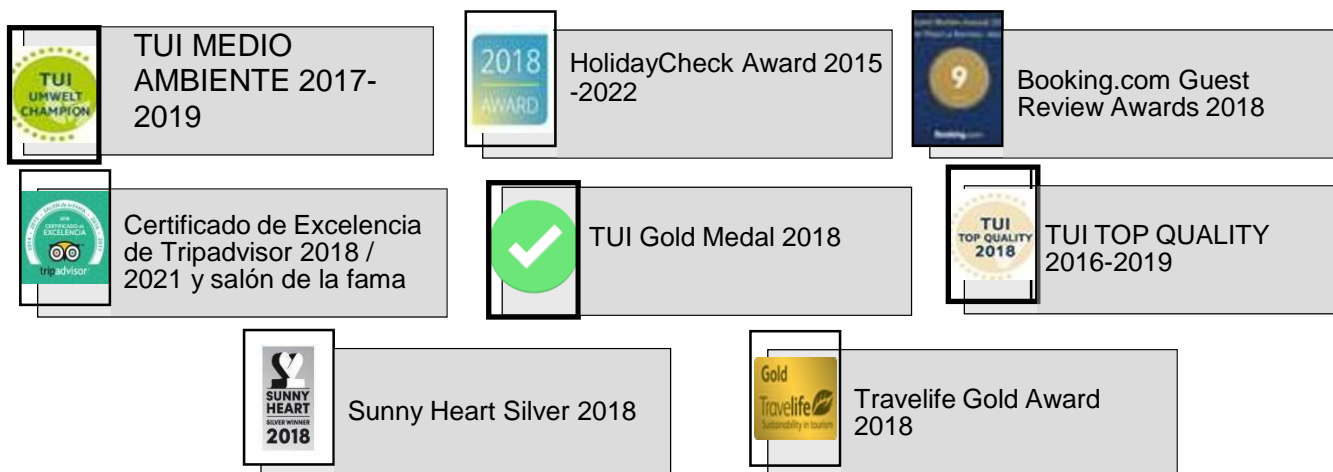 TUI
UMWELT
CHAMPION
TUI MEDIO
AMBIENTE 2017-
2019
2018
AWARD
HolidayCheck Award 2015
-2022
9
Booking.com
Booking.com Guest
Review Awards 2018
CERTIFICADO de
EXCELENCIA
tripadvisor
Certificado de Excelencia
de Tripadvisor 2018 /
2021 y salón de la fama
TUI Gold Medal 2018
TUI
TOP QUALITY
2018
TUI TOP QUALITY
2016-2019
SUNNY
HEART
SILVER WINNER
2018
Sunny Heart Silver 2018
Gold
Travelife
Sustainability in tourism
Travelife Gold Award
2018